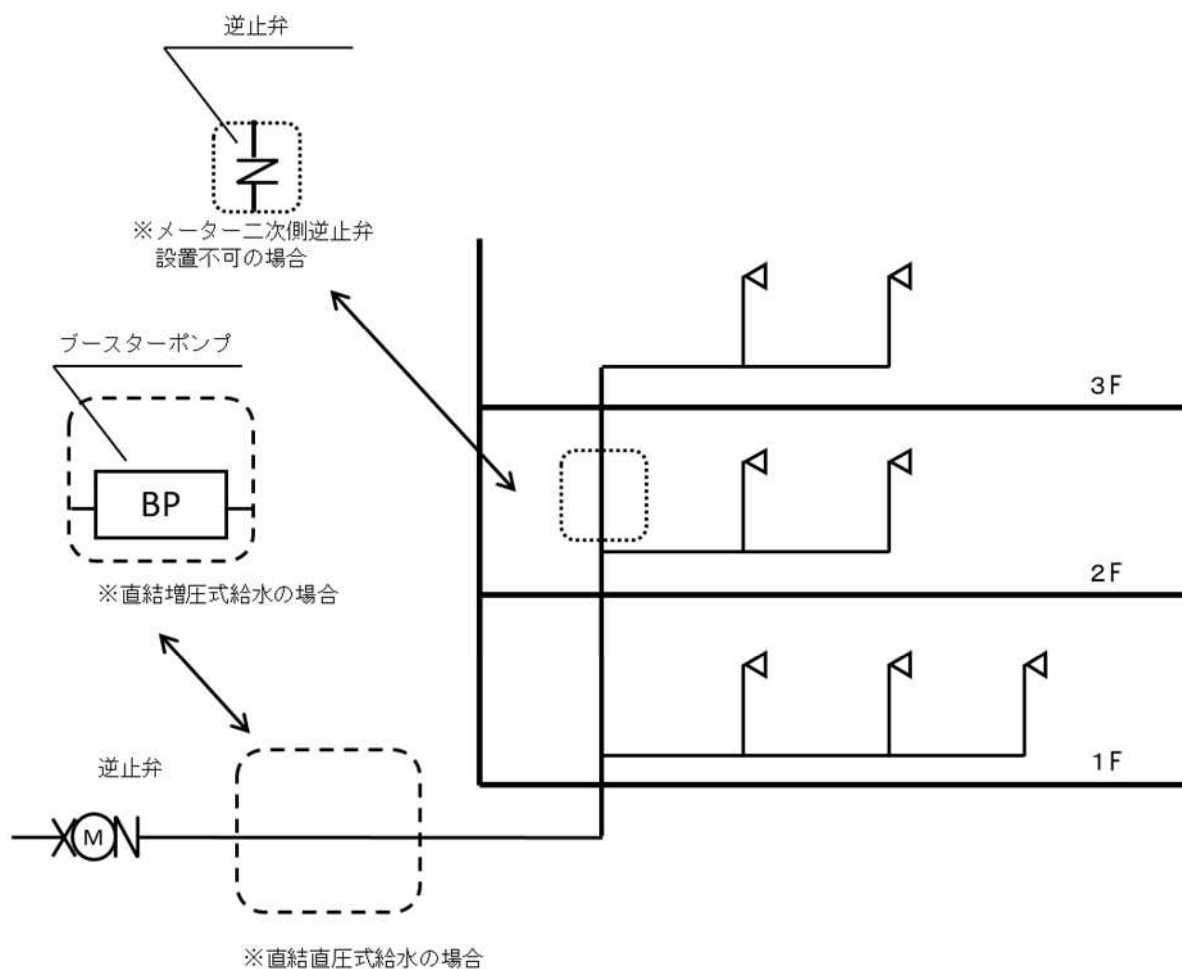 逆止弁
※メーター二次側逆止弁
設置不可の場合
ブースターポンプ
3F
BP
※直結増圧式給水の場合
2F
逆止弁
1F
M
※直結直圧式給水の場合